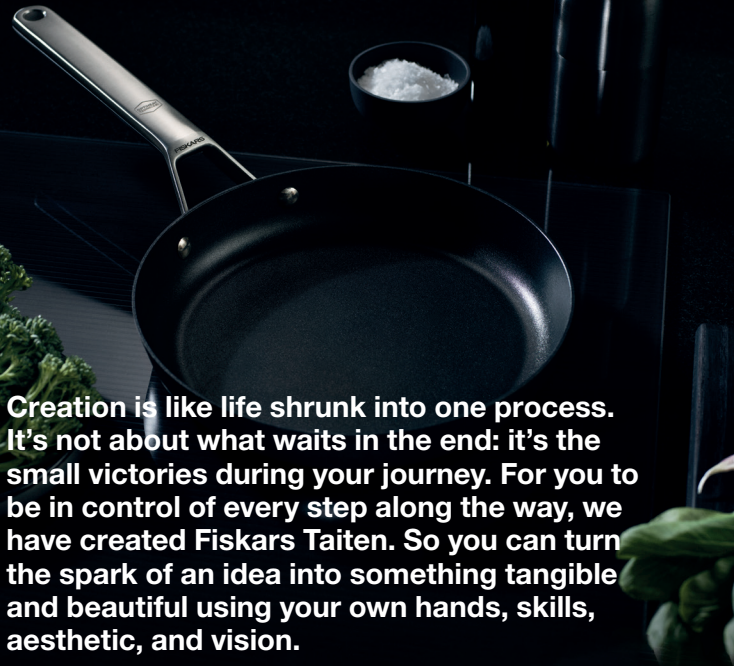 FISKARS
Creation is like life shrunk into one process.
It’s not about what waits in the end: it’s the
small victories during your journey. For you to
be in control of every step along the way, we
have created Fiskars Taiten. So you can turn
the spark of an idea into something tangible
and beautiful using your own hands, skills,
aesthetic, and vision.